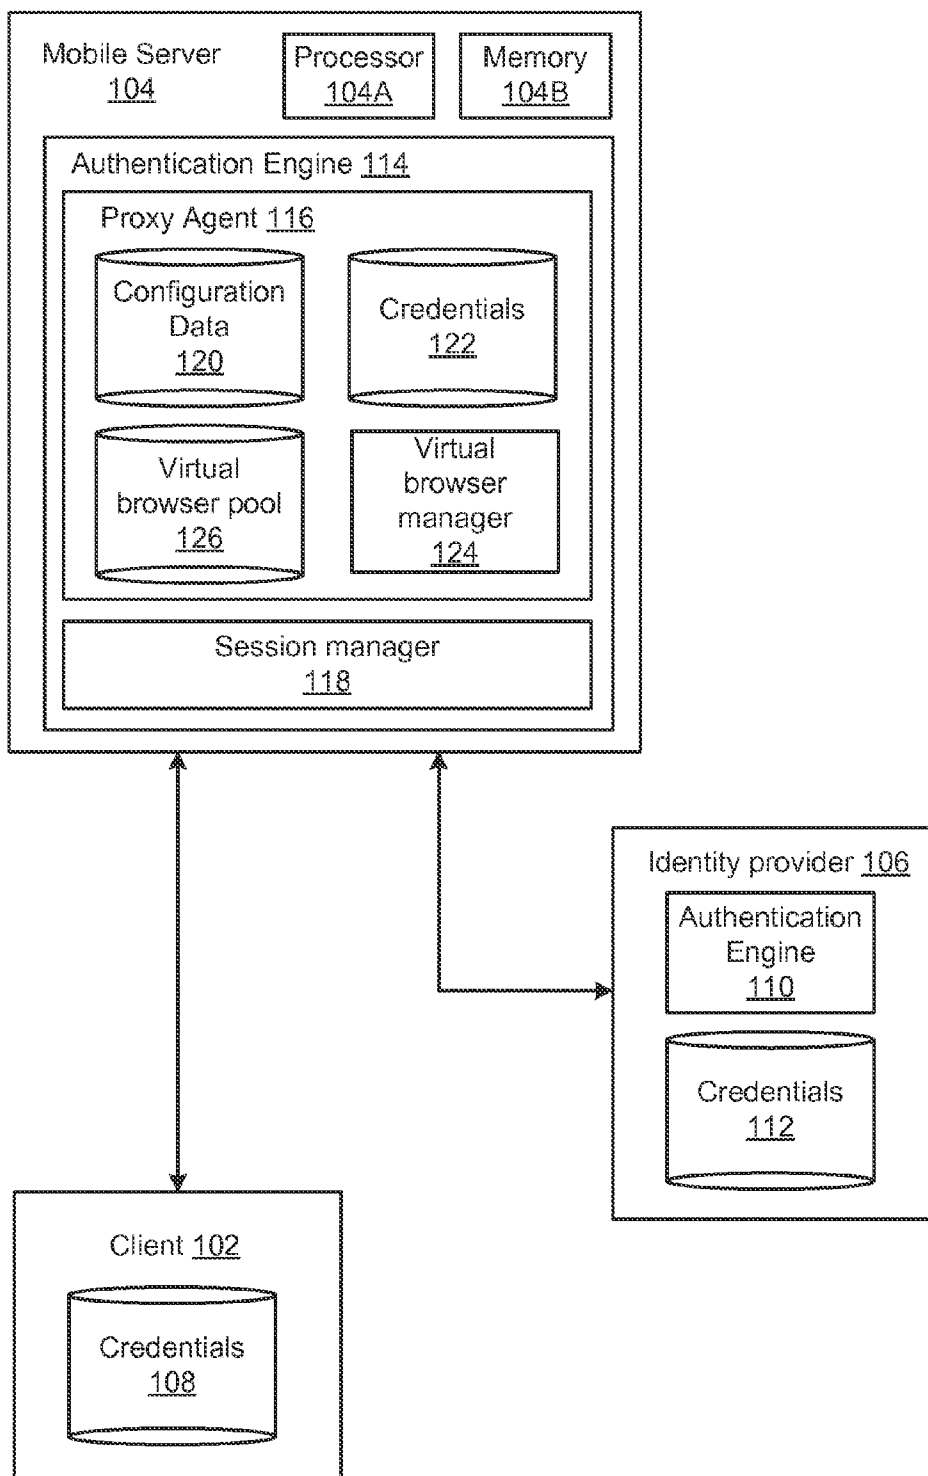 Mobile Server
104
Processor
104A
Memory
104B
Authentication Engine 114
Proxy Agent 116
Configuration
Data
120
Credentials
122
Virtual
browser pool
126
Virtual
browser
manager
124
Session manager
118
Identity provider 106
Authentication
Engine
110
Credentials
112
Client 102
Credentials
108